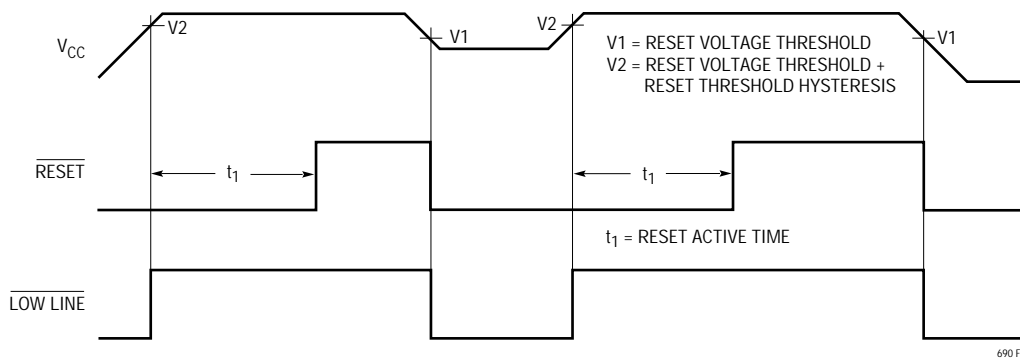 V2
V2
V1
V1
VCC
V1 = RESET VOLTAGE THRESHOLD
V2 = RESET VOLTAGE THRESHOLD +
RESET THRESHOLD HYSTERESIS
RESET
t1
t1
t1 = RESET ACTIVE TIME
LOW LINE
690 F